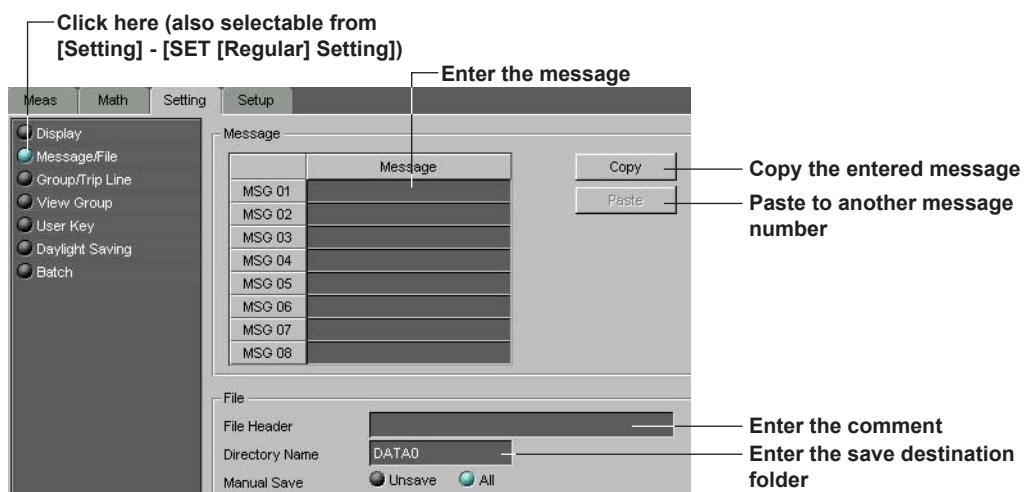 Click here (also selectable from
[Setting] - [SET [Regular] Setting])
Enter the message
Meas Math Setting Setup
Display
Message/File
Group/Trip Line
View Group
User Key
Daylight Saving
Batch
Message
Message
MSG 01
MSG 02
MSG 03
MSG 04
MSG 05
MSG 06
MSG 07
MSG 08
Copy
Paste
Copy the entered message
Paste to another message
number
File
File Header
Directory Name DATA0
Manual Save Unsave All
Enter the comment
Enter the save destination
folder